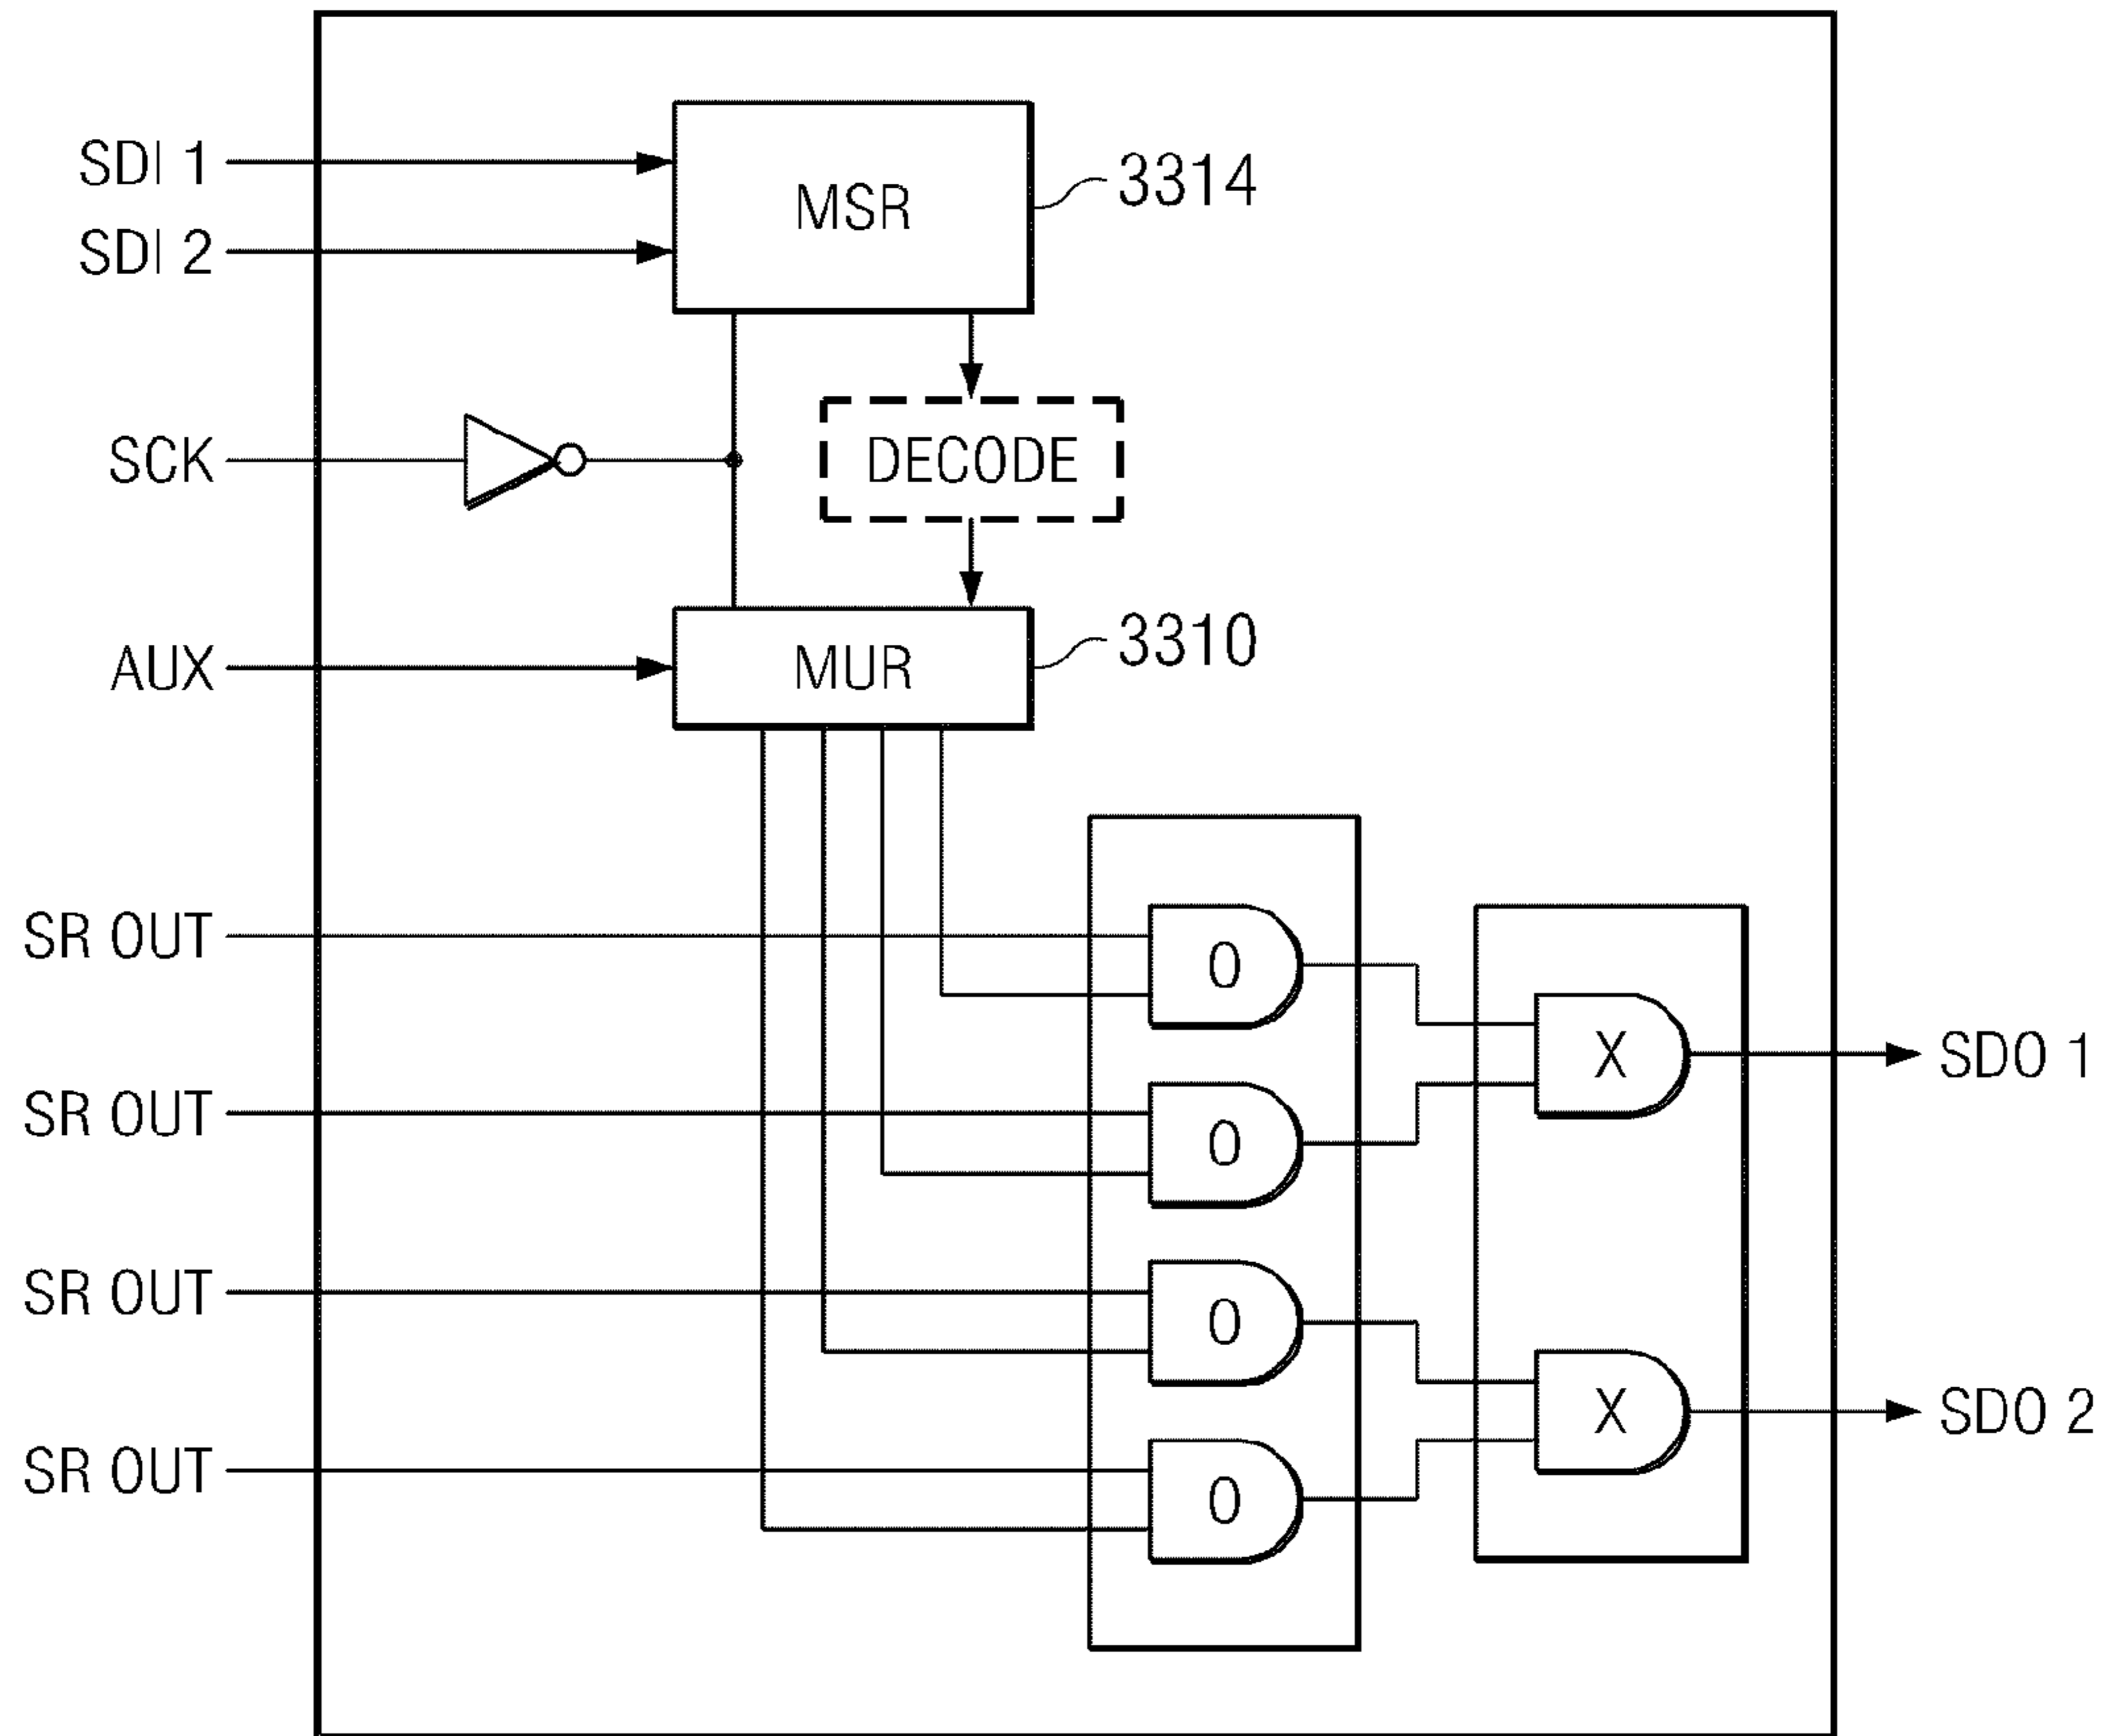 SDI 1
MSR
3314
SDI 2
SCK
DECODE
AUX
MUR
3310
SR OUT
O
X
SDO 1
SR OUT
O
SR OUT
O
X
SDO 2
SR OUT
O